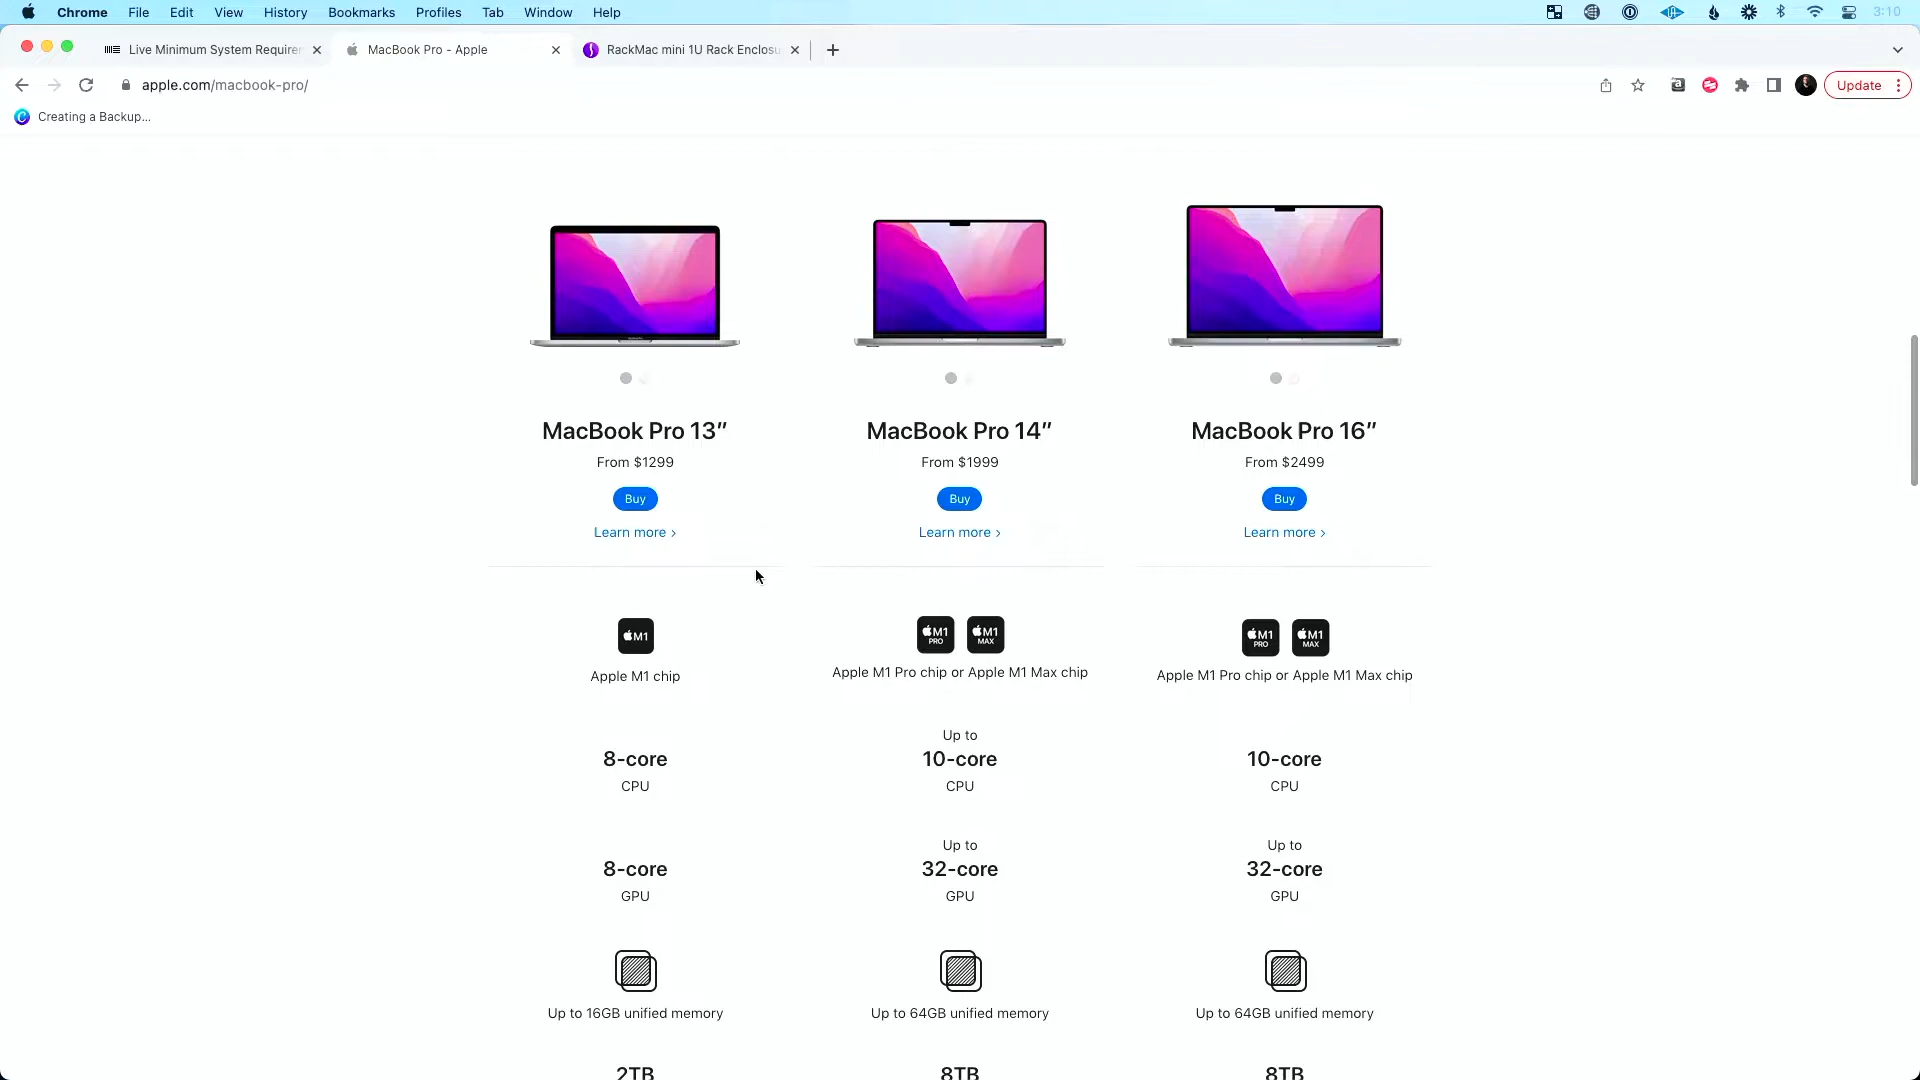 Chrome File Edit View History Bookmarks Profiles Tab Window Help 3:10
Live Minimum System Requirem MacBook Pro - Apple RackMac mini 1U Rack Enclosu
apple.com/macbook-pro/ Update
Creating a Backup...
MacBook Pro 13” MacBook Pro 14” MacBook Pro 16”
From $1299 From $1999 From $2499
Buy Buy Buy
Learn more › Learn more › Learn more ›
M1 M1 PRO M1 MAX M1 PRO M1 MAX
Apple M1 chip Apple M1 Pro chip or Apple M1 Max chip Apple M1 Pro chip or Apple M1 Max chip
Up to
8-core 10-core 10-core
CPU CPU CPU
Up to Up to
8-core 32-core 32-core
GPU GPU GPU
Up to 16GB unified memory Up to 64GB unified memory Up to 64GB unified memory
2TB 8TB 8TB